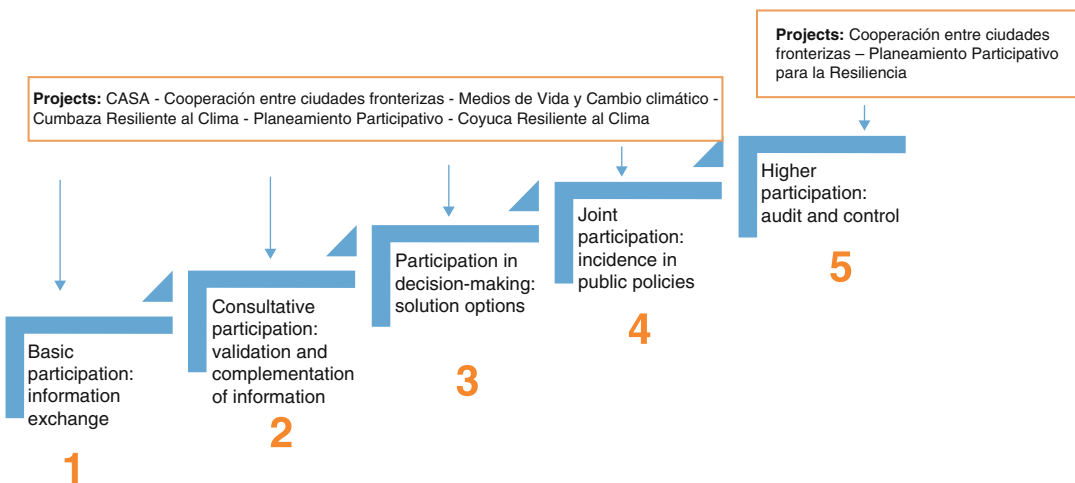 Projects: Cooperación entre ciudades
fronterizas – Planeamiento Participativo
para la Resiliencia
Projects: CASA - Cooperación entre ciudades fronterizas - Medios de Vida y Cambio climático -
Cumbaza Resiliente al Clima - Planeamiento Participativo - Coyuca Resiliente al Clima
Basic
participation:
information
exchange
1
Consultative
participation:
validation and
complementation
of information
2
Participation in
decision-making:
solution options
3
Joint
participation:
incidence in
public policies
4
Higher
participation:
audit and control
5